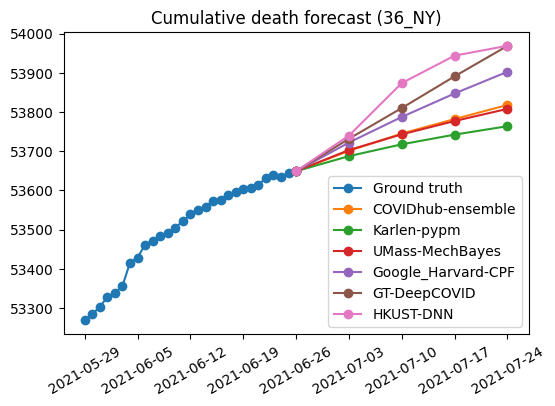 Cumulative death forecast (36_NY)
54000
53900
53800
53700
53600
53500
53400
53300
Ground truth
COVIDhub-ensemble
Karlen-pypm
UMass-MechBayes
Google_Harvard-CPF
GT-DeepCOVID
HKUST-DNN
2021-05-29
2021-06-05
2021-06-12
2021-06-19
2021-06-26
2021-07-03
2021-07-10
2021-07-17
2021-07-24